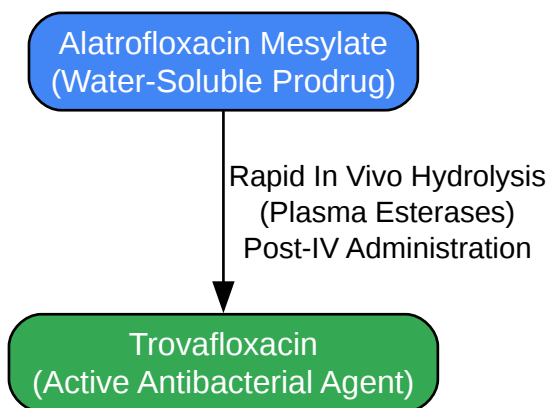 Alatrofloxacin Mesylate
(Water-Soluble Prodrug)
Rapid In Vivo Hydrolysis
(Plasma Esterases)
Post-IV Administration
Trovafloxacin
(Active Antibacterial Agent)